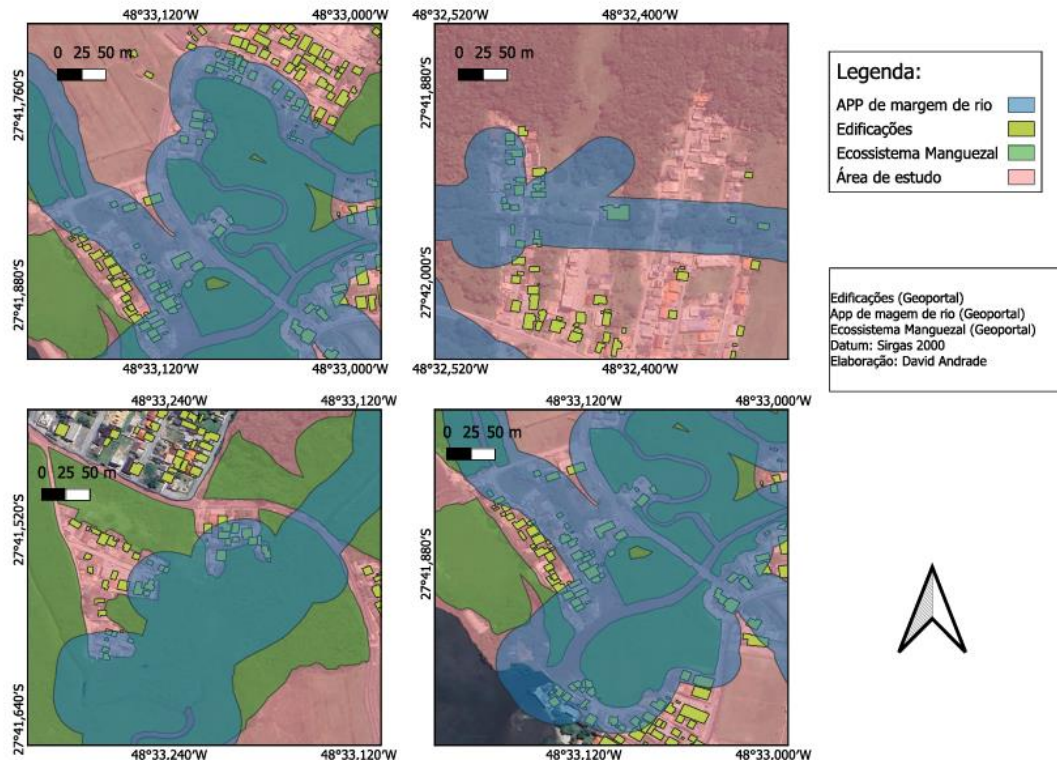 48°33,120'W 48°33,000'W
0 25 50 m
27°41,760'S
27°41,880'S
48°33,120'W 48°33,000'W
48°32,520'W 48°32,400'W
0 25 50 m
27°41,880'S
27°42,000'S
48°32,520'W 48°32,400'W
Legenda:
APP de margem de rio
Edificações
Ecossistema Manguezal
Área de estudo
Edificações (Geoportal)
App de magem de rio (Geoportal)
Ecossistema Manguezal (Geoportal)
Datum: Sirgas 2000
Elaboração: David Andrade
48°33,240'W 48°33,120'W
0 25 50 m
27°41,520'S
27°41,640'S
48°33,240'W 48°33,120'W
48°33,120'W 48°33,000'W
0 25 50 m
27°41,880'S
48°33,120'W 48°33,000'W